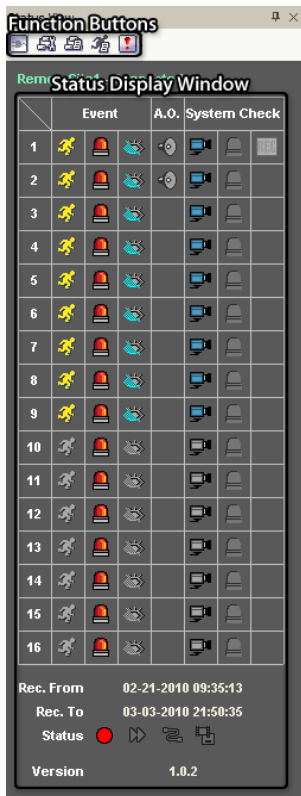 Function Buttons
Status Display Window
Event A.O. System Check
1
2
3
4
5
6
7
8
9
10
11
12
13
14
15
16
Rec. From 02-21-2010 09:35:13
Rec. To 03-03-2010 21:50:35
Status
Version 1.0.2